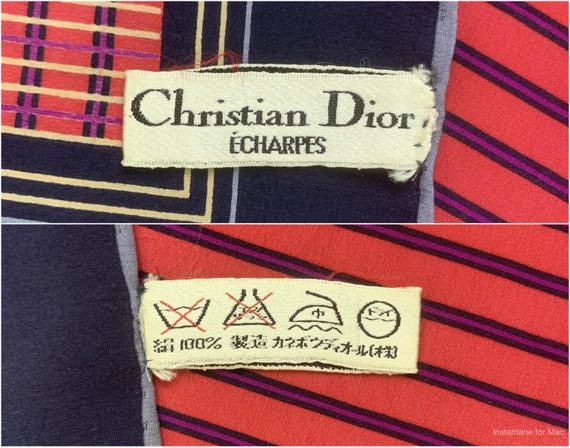 Christian Dior
ÉCHARPES
中
ドライ
絹 100% 製造 カネボウディオール(株)
Instantane for Mac